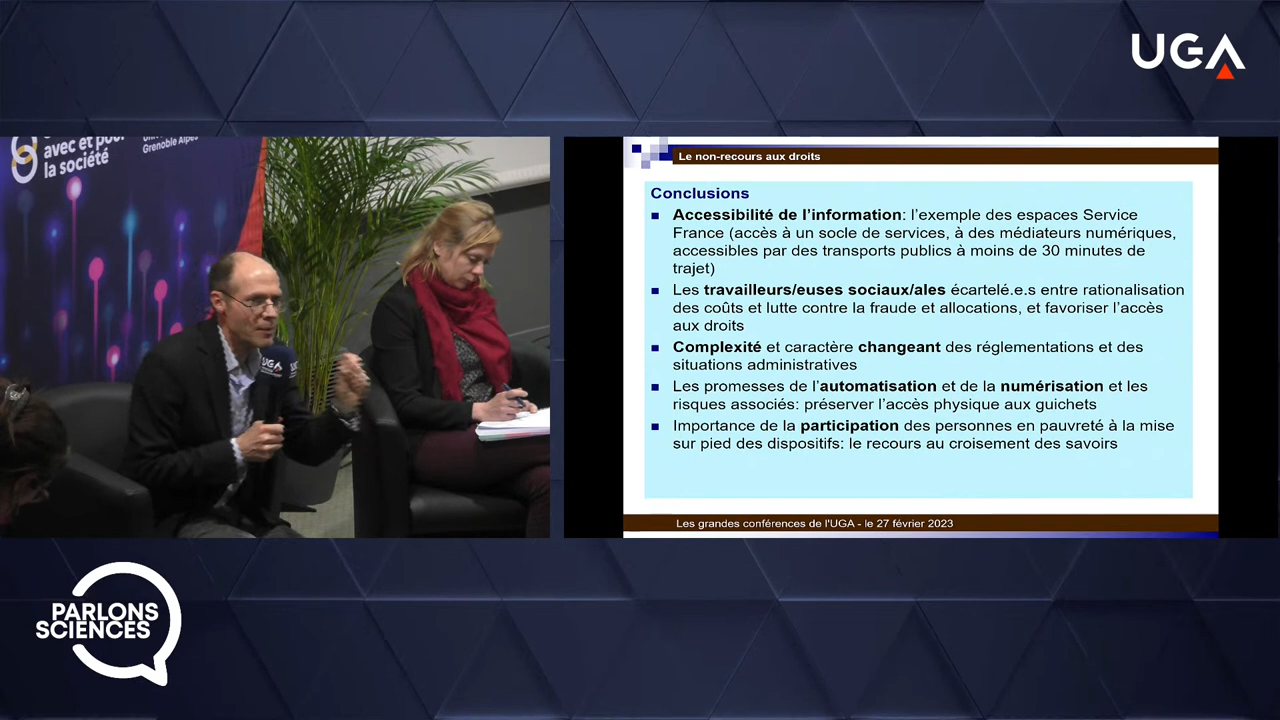 UGA
avec et pour
la société
Grenoble Alpes
UGA
Le non-recours aux droits
Conclusions
Accessibilité de l'information: l'exemple des espaces Service
France (accès à un socle de services, à des médiateurs numériques,
accessibles par des transports publics à moins de 30 minutes de
trajet)
Les travailleurs/euses sociaux/ales écartelé.e.s entre rationalisation
des coûts et lutte contre la fraude et allocations, et favoriser l'accès
aux droits
Complexité et caractère changeant des réglementations et des
situations administratives
Les promesses de l'automatisation et de la numérisation et les
risques associés: préserver l'accès physique aux guichets
Importance de la participation des personnes en pauvreté à la mise
sur pied des dispositifs: le recours au croisement des savoirs
Les grandes conférences de l'UGA - le 27 février 2023
PARLONS
SCIENCES